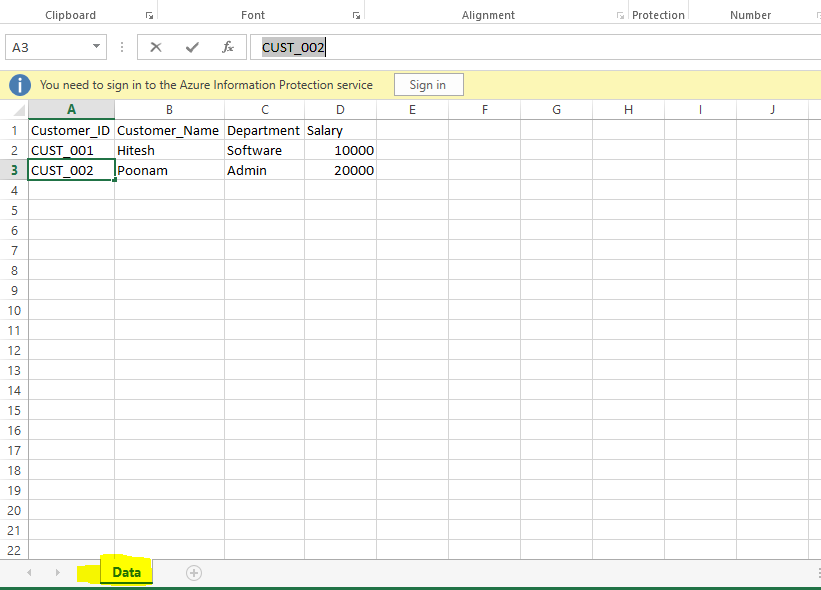 Clipboard Font Alignment Protection Number
A3 fx CUST_002
i You need to sign in to the Azure Information Protection service Sign in
A B C D E F G H I J
1 Customer_ID Customer_Name Department Salary
2 CUST_001 Hitesh Software 10000
3 CUST_002 Poonam Admin 20000
4
5
6
7
8
9
10
11
12
13
14
15
16
17
18
19
20
21
22
Data